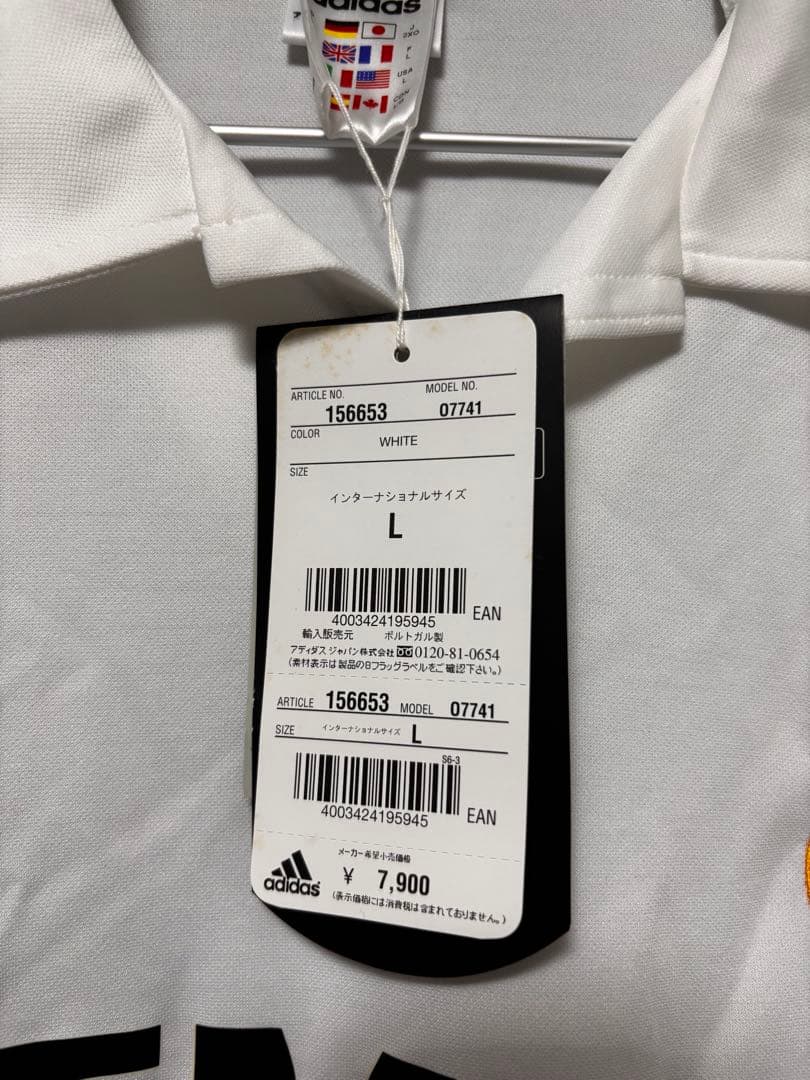 adidas
J
2XO
F
L
USA
L
ARTICLE NO.
MODEL NO.
156653
07741
COLOR
WHITE
SIZE
インターナショナルサイズ
L
4003424195945
EAN
輸入販売元 ポルトガル製
アディダス ジャパン株式会社 0120-81-0654
(素材表示は製品の8フラッグラベルをご確認下さい。)
ARTICLE 156653 MODEL 07741
SIZE インターナショナルサイズ L
S6-3
4003424195945
EAN
メーカー希望小売価格
adidas
¥ 7,900
(表示価格には消費税は含まれておりません。)